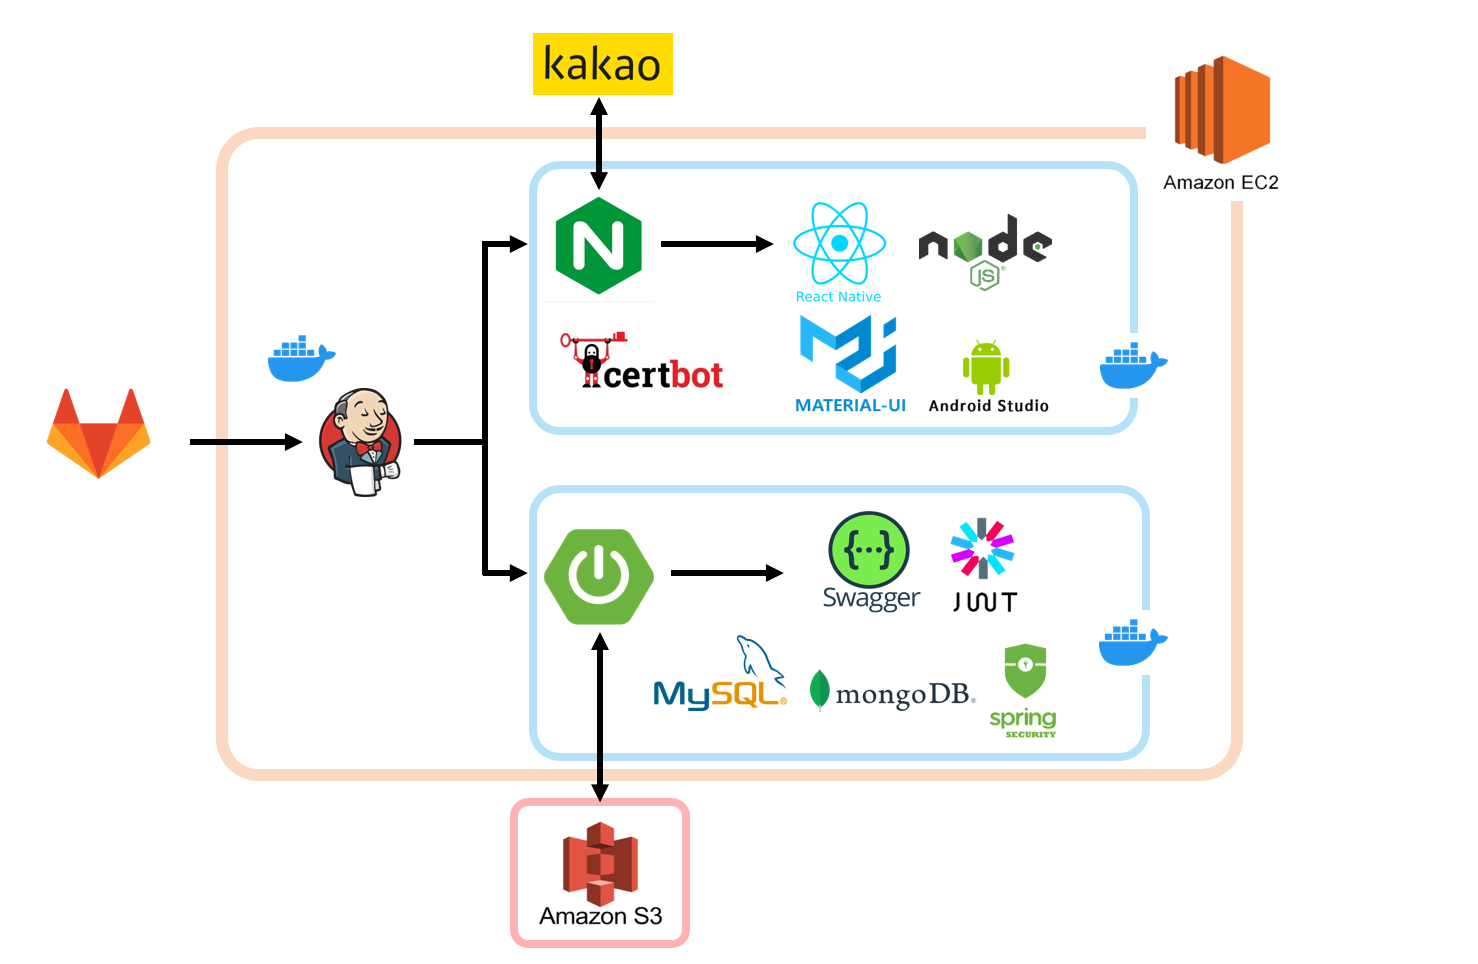 kakao
Amazon EC2
N
node
JS®
React Native
certbot
MATERIAL-UI
Android Studio
{...}
Swagger
JWT
MySQL®
mongoDB®
spring
SECURITY
Amazon S3